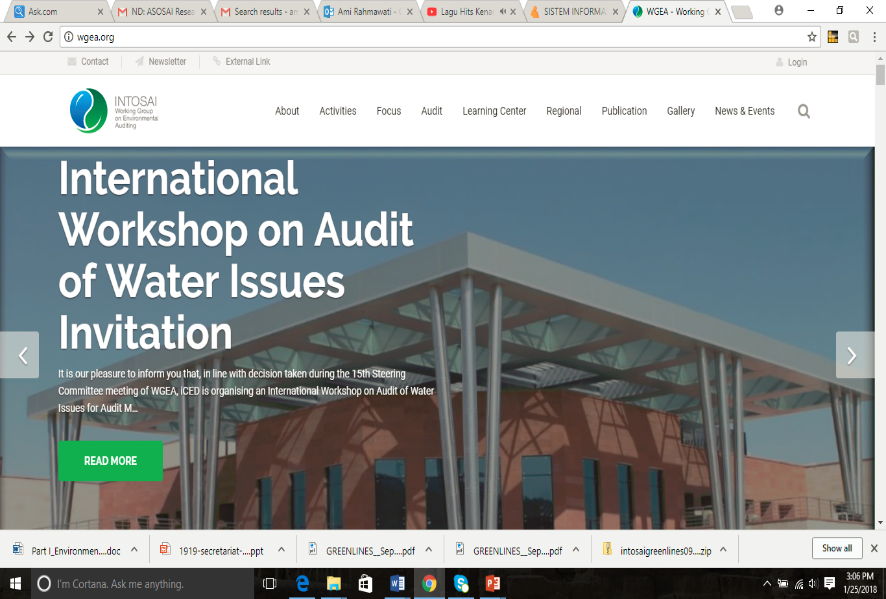 Ask.com
ND: ASOSAI Resea
Search results - am
Ami Rahmawati -
Lagu Hits Kena
SISTEM INFORMA
WGEA - Working
wgea.org
Contact
Newsletter
External Link
Login
INTOSAI
Working Group
on Environmental
Auditing
About Activities Focus Audit Learning Center Regional Publication Gallery News & Events
International
Workshop on Audit
of Water Issues
Invitation
It is our pleasure to inform you that, in line with decision taken during the 15th Steering
Committee meeting of WGEA, iCED is organising an International Workshop on Audit of Water
Issues for Audit M...
READ MORE
Part I_Environmen....doc
1919-secretariat-....ppt
GREENLINES__Sep....pdf
GREENLINES__Sep....pdf
intosaigreenlines09....zip
Show all
I'm Cortana. Ask me anything.
3:06 PM
1/25/2018